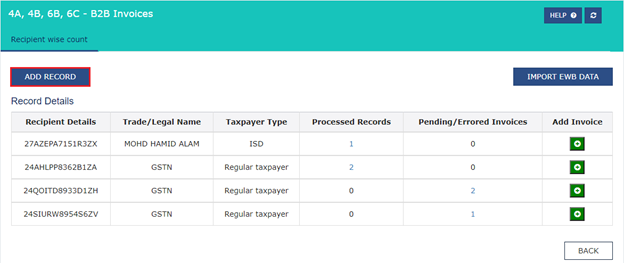 4A, 4B, 6B, 6C - B2B Invoices
HELP
Recipient wise count
ADD RECORD
IMPORT EWB DATA
Record Details
Recipient Details Trade/Legal Name Taxpayer Type Processed Records Pending/Errored Invoices Add Invoice
27AZEPA7151R3ZX MOHD HAMID ALAM ISD 1 0
24AHLPP8362B1ZA GSTN Regular taxpayer 2 0
24QOITD8933D1ZH GSTN Regular taxpayer 0 2
24SIURW8954S6ZV GSTN Regular taxpayer 0 1
BACK